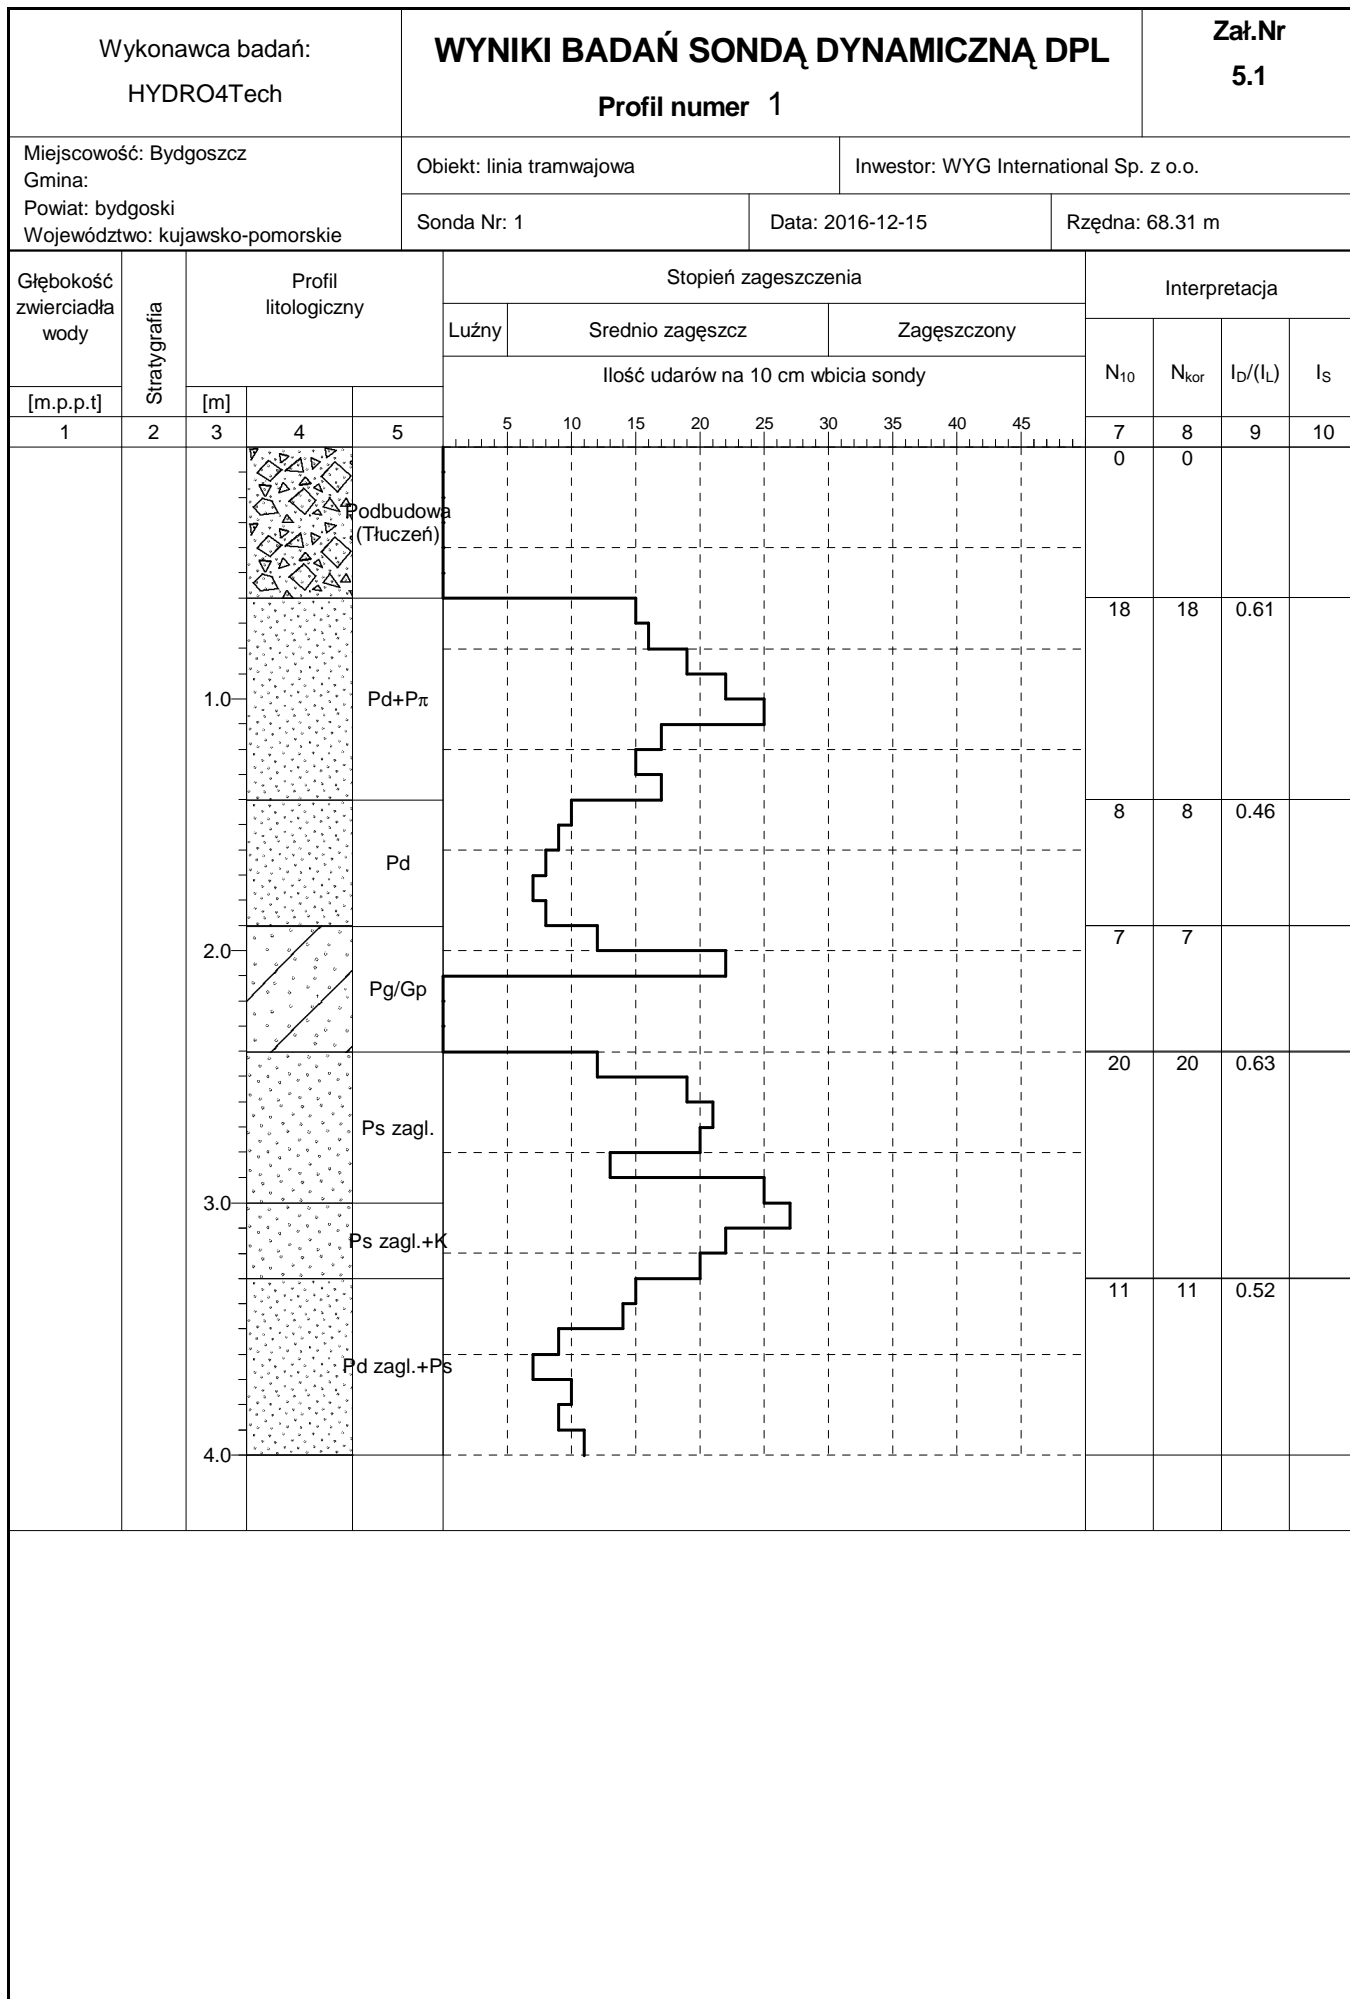 Wykonawca badań:
HYDRO4Tech
WYNIKI BADAŃ SONDĄ DYNAMICZNĄ DPL
Profil numer 1
Zał.Nr
5.1
Miejscowość: Bydgoszcz
Gmina:
Powiat: bydgoski
Województwo: kujawsko-pomorskie
Obiekt: linia tramwajowa
Inwestor: WYG International Sp. z o.o.
Sonda Nr: 1
Data: 2016-12-15
Rzędna: 68.31 m
Głębokość
zwierciadła
wody
[m.p.p.t]
Stratygrafia
Profil
litologiczny
[m]
Stopień zageszczenia
Luźny
Srednio zagęszcz
Zagęszczony
Ilość udarów na 10 cm wbicia sondy
Interpretacja
N10
Nkor
ID/(IL)
IS
1 2 3 4 5
5 10 15 20 25 30 35 40 45
7 8 9 10
0 0
Podbudowa
(Tłuczeń)
18 18 0.61
1.0
Pd+Pπ
8 8 0.46
Pd
7 7
2.0
Pg/Gp
20 20 0.63
Ps zagl.
3.0
Ps zagl.+K
11 11 0.52
Pd zagl.+Ps
4.0